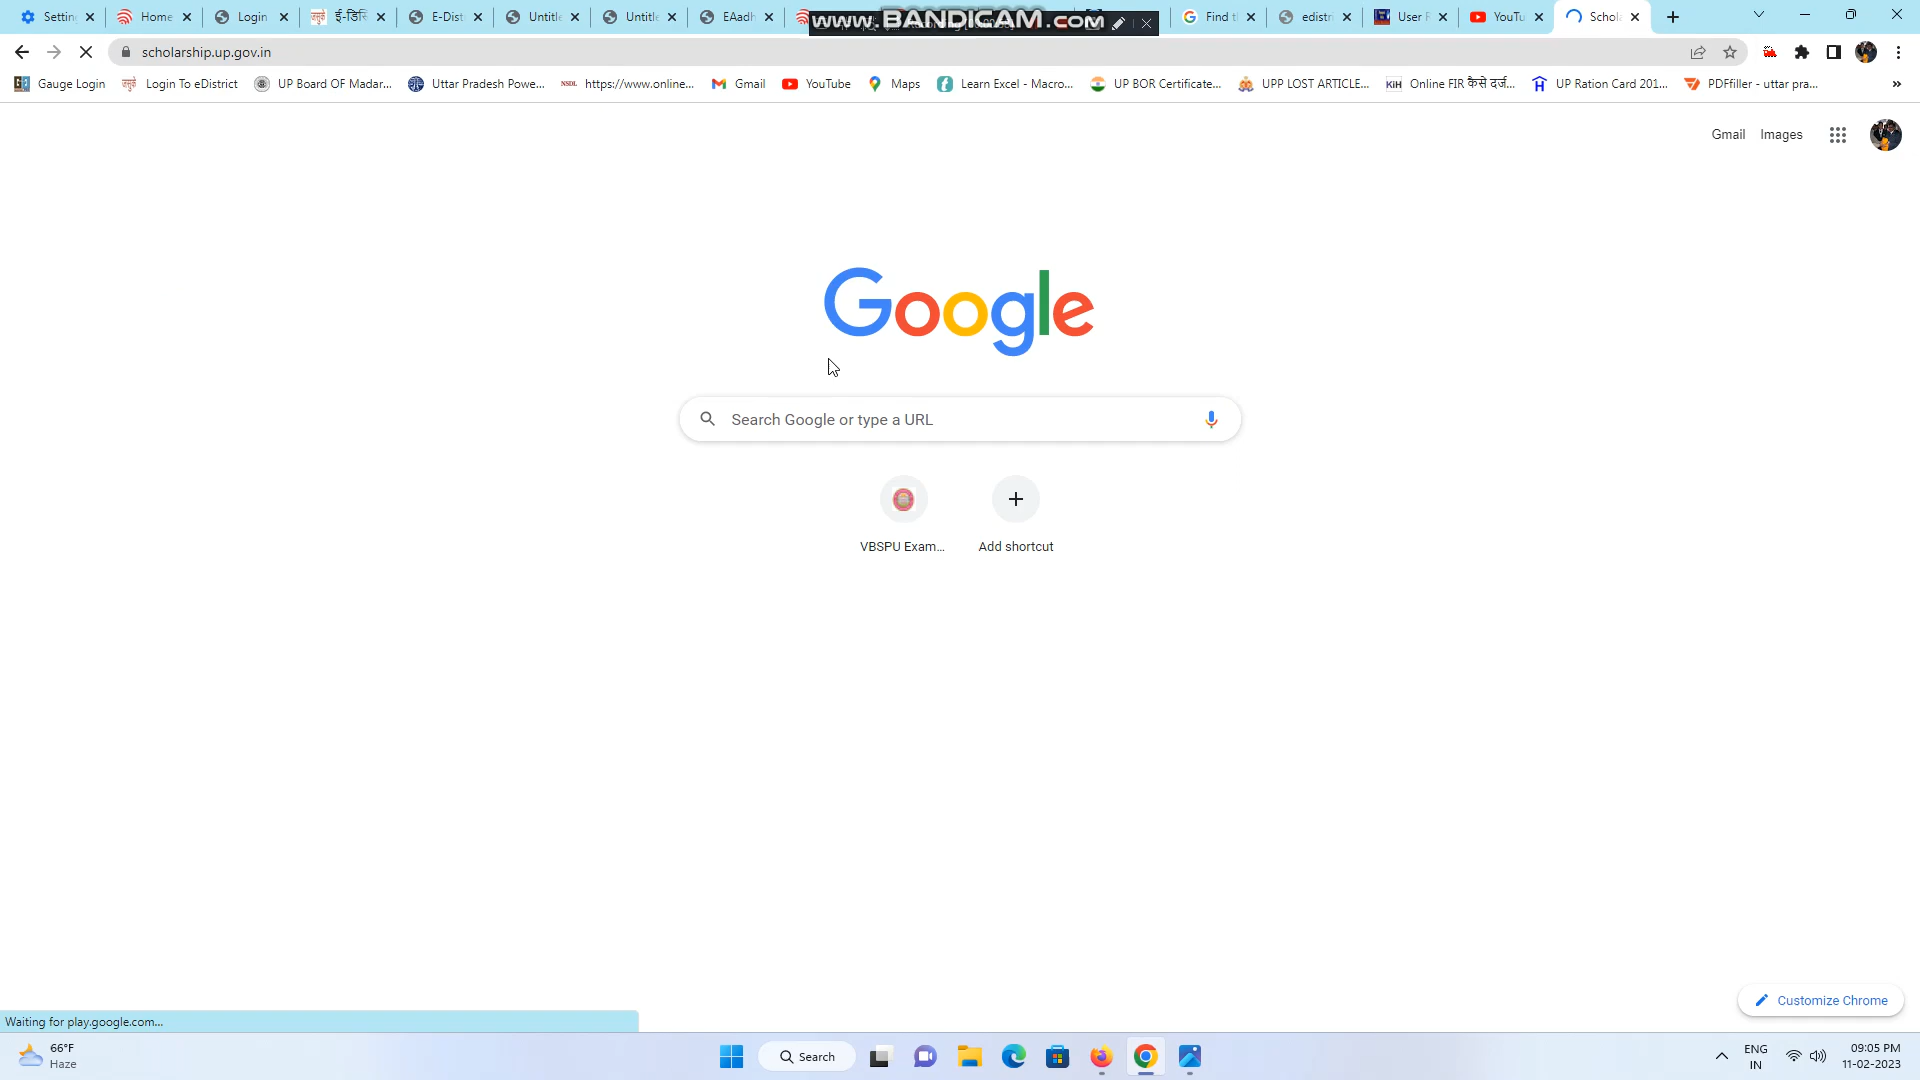 Settin
Home
Login
ई-डिस्ि
E-Dist
Untitle
Untitle
EAadh
www.BANDICAM.com
Find t
edistri
User R
YouTu
Schola
scholarship.up.gov.in
Gauge Login
Login To eDistrict
UP Board OF Madar...
Uttar Pradesh Powe...
NSDL https://www.online...
Gmail
YouTube
Maps
Learn Excel - Macro...
UP BOR Certificate...
UPP LOST ARTICLE...
KiH Online FIR कैसे दर्ज...
UP Ration Card 201...
PDFfiller - uttar pra...
»
Gmail Images
Google
Search Google or type a URL
VBSPU Exam...
Add shortcut
Customize Chrome
Waiting for play.google.com...
66°F
Haze
Search
ENG
IN
09:05 PM
11-02-2023